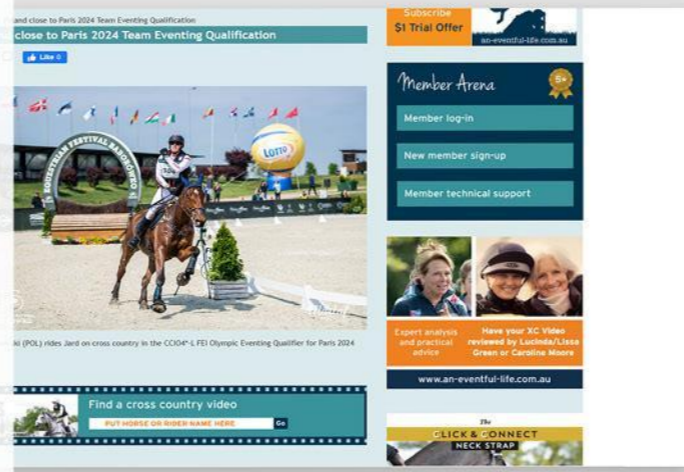 and close to Paris 2024 Team Eventing Qualification
close to Paris 2024 Team Eventing Qualification
Like 0
EQUESTRIAN FESTIVAL BABOROWKO
LOTTO
ki (POL) rides Jard on cross country in the CCIO4*-L FEI Olympic Eventing Qualifier for Paris 2024
Find a cross country video
PUT HORSE OR RIDER NAME HERE
Go
Subscribe
$1 Trial Offer
an-eventful-life.com.au
Member Arena
5★
Member log-in
New member sign-up
Member technical support
Expert analysis
and practical
advice
Have your XC Video
reviewed by Lucinda/Lissa
Green or Caroline Moore
www.an-eventful-life.com.au
The
CLICK & CONNECT
NECK STRAP